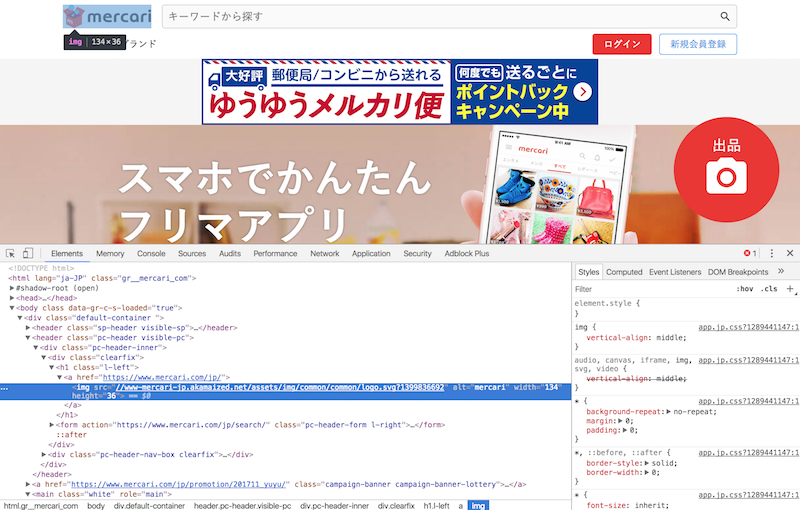 mercari
キーワードから探す
img 134×36
ブランド
ログイン
新規会員登録
大好評 郵便局/コンビニから送れる
ゆうゆうメルカリ便
何度でも 送るごとに
ポイントバック
キャンペーン中
スマホでかんたん
フリマアプリ
mercari
すべて
出品
Elements Memory Console Sources Audits Performance Network Application Security Adblock Plus
1
<!DOCTYPE html>
<html lang="ja-JP" class="gr__mercari_com">
#shadow-root (open)
<head>…</head>
<body class data-gr-c-s-loaded="true">
<div class="default-container ">
<header class="sp-header visible-sp">…</header>
<header class="pc-header visible-pc">
<div class="pc-header-inner">
<div class="clearfix">
<h1 class="l-left">
<a href="https://www.mercari.com/jp/">
<img src="//www-mercari-jp.akamaized.net/assets/img/common/common/logo.svg?1399836692" alt="mercari" width="134"
height="36"> == $0
</a>
</h1>
<form action="https://www.mercari.com/jp/search/" class="pc-header-form l-right">…</form>
::after
</div>
<div class="pc-header-nav-box clearfix">…</div>
</div>
</header>
<a href="https://www.mercari.com/jp/promotion/201711_yuyu/" class="campaign-banner campaign-banner-lottery">…</a>
<main class="white" role="main">
html.gr__mercari_com body div.default-container header.pc-header.visible-pc div.pc-header-inner div.clearfix h1.l-left a img
Styles Computed Event Listeners DOM Breakpoints »
Filter :hov .cls +
element.style {
}
img { app.jp.css?1289441147:1
vertical-align: middle;
}
audio, canvas, iframe, img, app.jp.css?1289441147:1
svg, video {
vertical-align: middle;
}
* { app.jp.css?1289441147:1
background-repeat: no-repeat;
margin: 0;
padding: 0;
}
*, ::before, ::after { app.jp.css?1289441147:1
border-style: solid;
border-width: 0;
}
* { app.jp.css?1289441147:1
font-size: inherit;